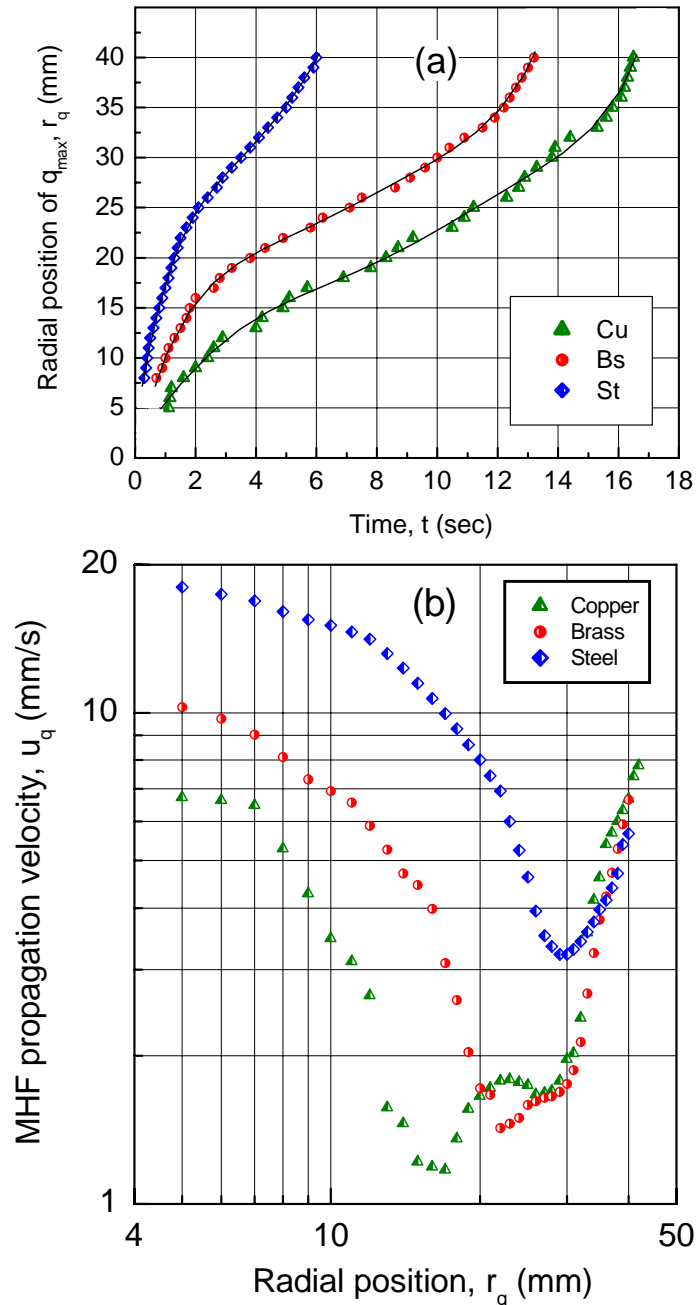 (a)
Radial position of q_max, r_q (mm)
40
35
30
25
20
15
10
5
0
Cu
Bs
St
0 2 4 6 8 10 12 14 16 18
Time, t (sec)
(b)
MHF propagation velocity, u_q (mm/s)
20
10
1
Copper
Brass
Steel
4 10 50
Radial position, r_q (mm)